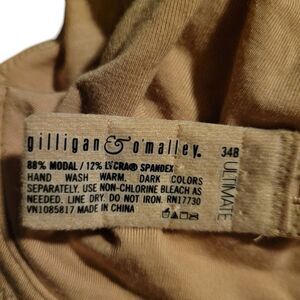 gilligan & o'malley.
34B
ULTIMATE
88% MODAL / 12% LYCRA® SPANDEX
HAND WASH WARM. DARK COLORS
SEPARATELY. USE NON-CHLORINE BLEACH AS
NEEDED. LINE DRY. DO NOT IRON. RN17730
VN1085817 MADE IN CHINA